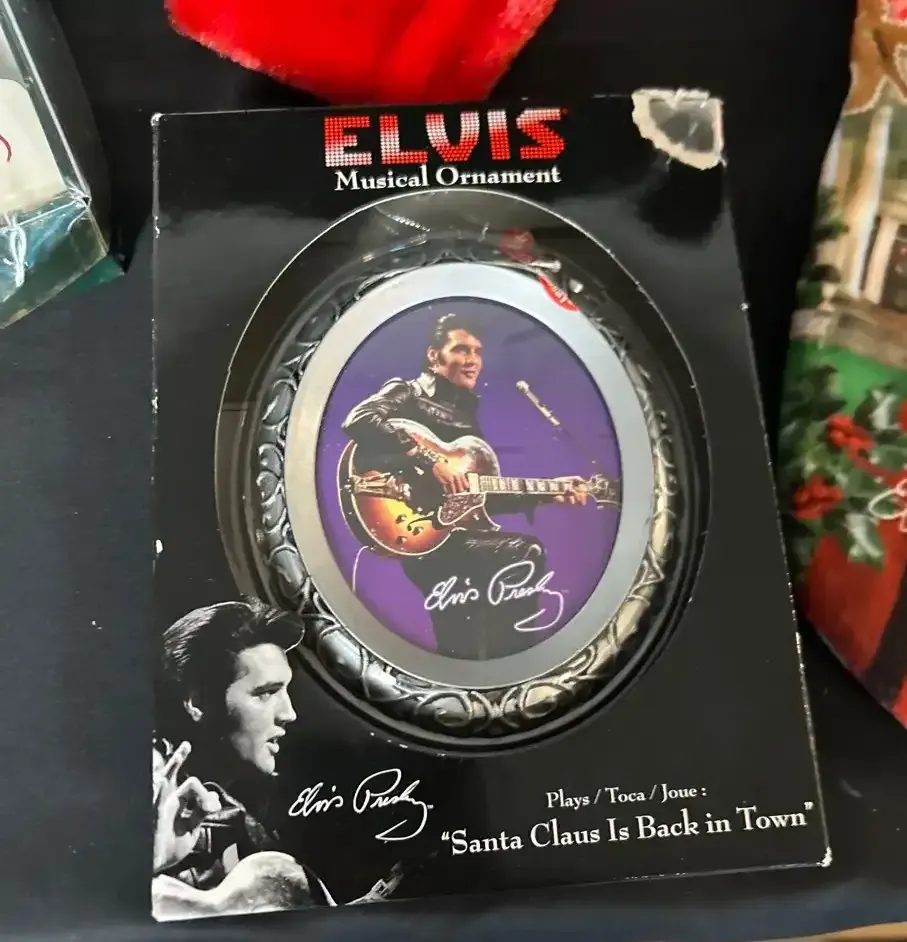 ELVIS
Musical Ornament
Elvis Presley
Elvis Presley
Plays / Toca / Joue :
"Santa Claus Is Back in Town"